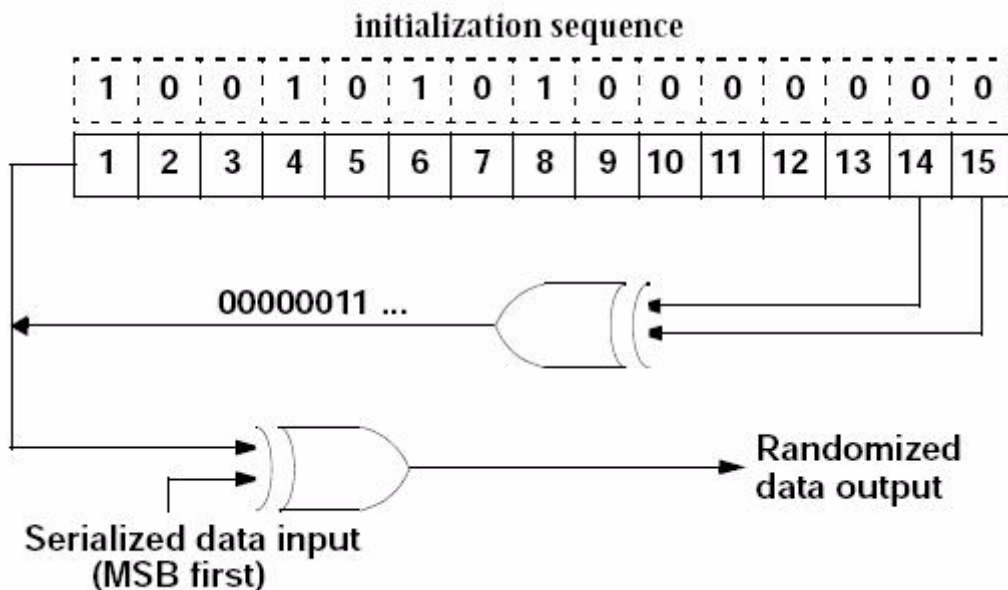 initialization sequence
1 0 0 1 0 1 0 1 0 0 0 0 0 0 0
1 2 3 4 5 6 7 8 9 10 11 12 13 14 15
00000011 ...
Randomized
data output
Serialized data input
(MSB first)